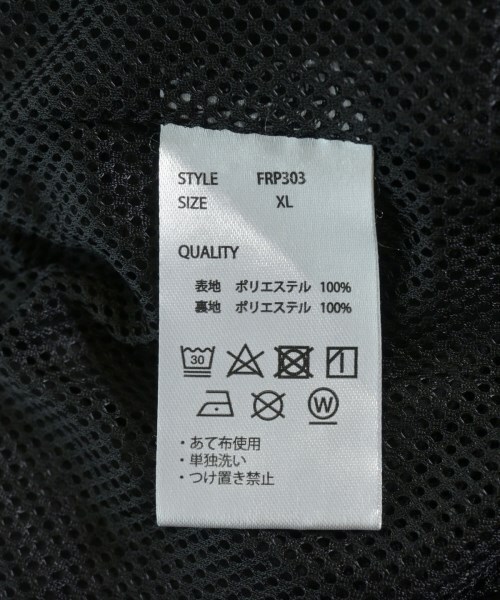 STYLE FRP303
SIZE XL
QUALITY
表地 ポリエステル 100%
裏地 ポリエステル 100%
30
W
・あて布使用
・単独洗い
・つけ置き禁止